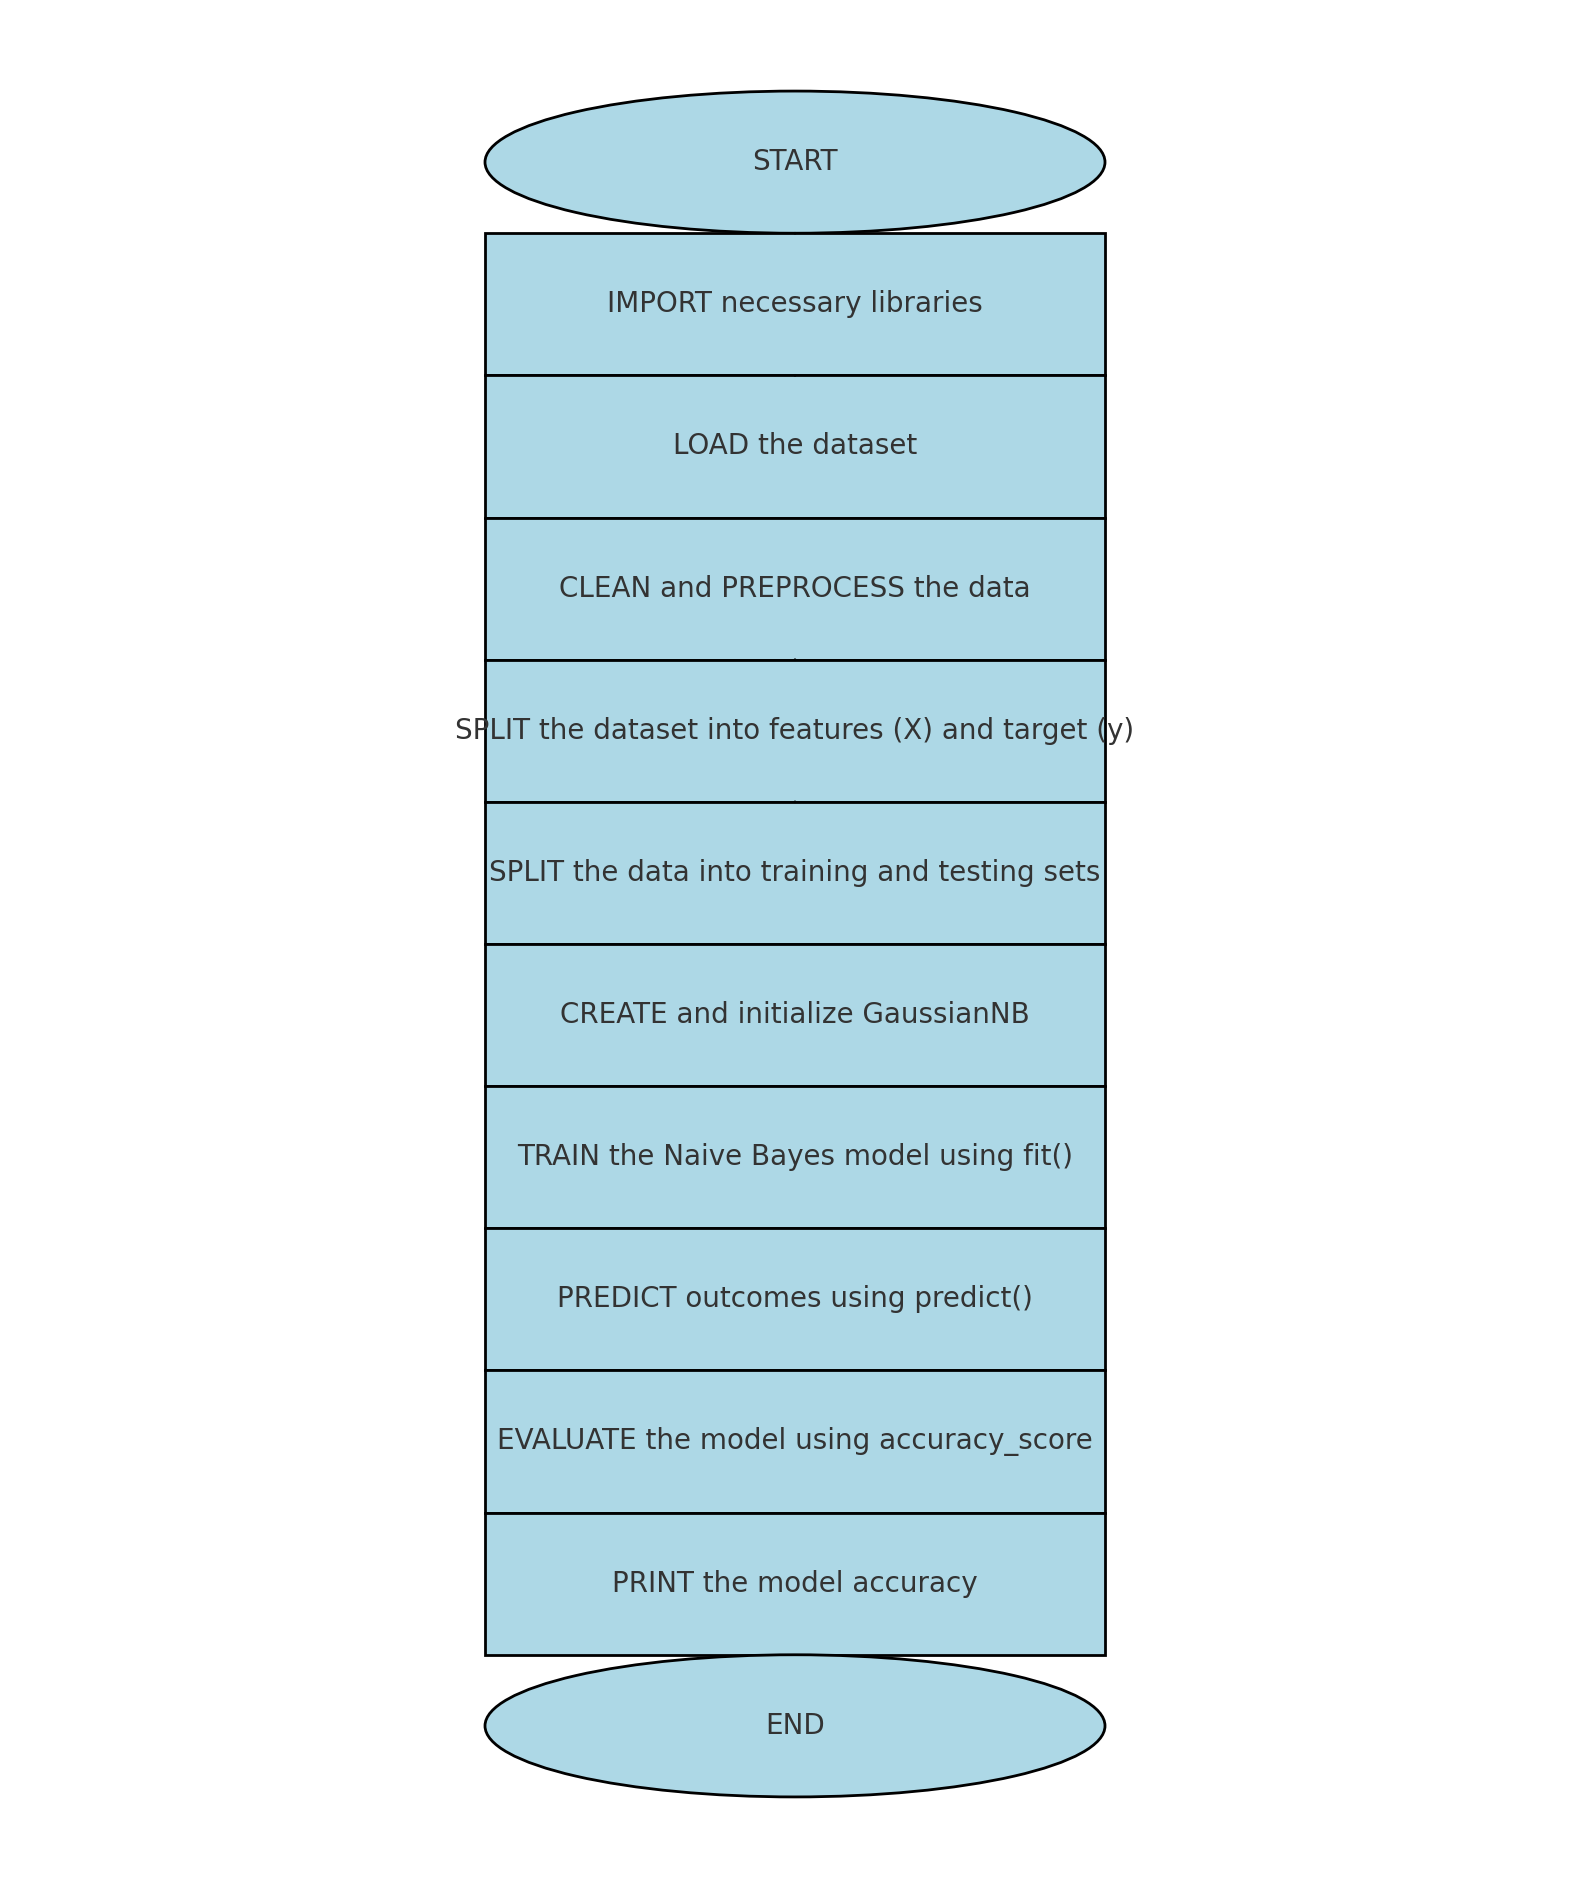 START
IMPORT necessary libraries
LOAD the dataset
CLEAN and PREPROCESS the data
SPLIT the dataset into features (X) and target (y)
SPLIT the data into training and testing sets
CREATE and initialize GaussianNB
TRAIN the Naive Bayes model using fit()
PREDICT outcomes using predict()
EVALUATE the model using accuracy_score
PRINT the model accuracy
END